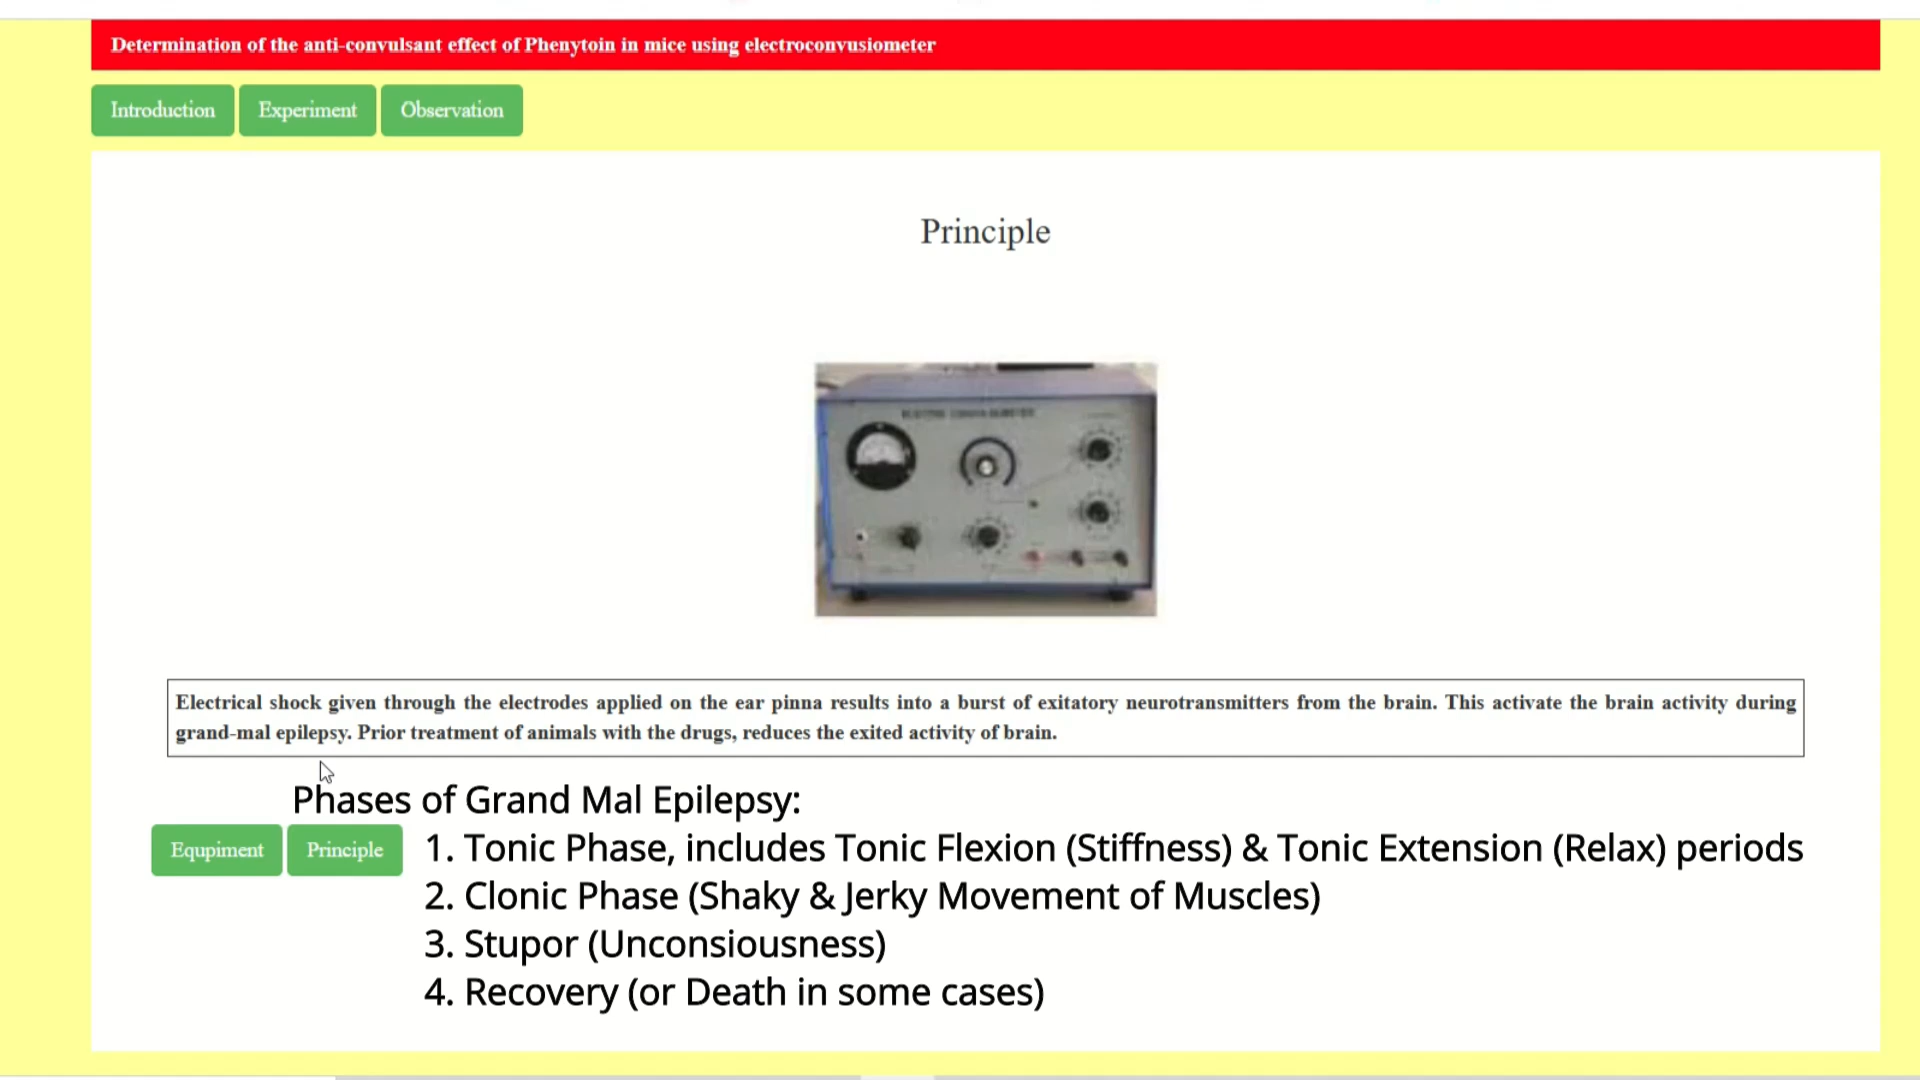 Determination of the anti-convulsant effect of Phenytoin in mice using electroconvusiometer
Introduction Experiment Observation
Principle
Electrical shock given through the electrodes applied on the ear pinna results into a burst of exitatory neurotransmitters from the brain. This activate the brain activity during
grand-mal epilepsy. Prior treatment of animals with the drugs, reduces the exited activity of brain.
Phases of Grand Mal Epilepsy:
Equpiment Principle
1. Tonic Phase, includes Tonic Flexion (Stiffness) & Tonic Extension (Relax) periods
2. Clonic Phase (Shaky & Jerky Movement of Muscles)
3. Stupor (Unconsiousness)
4. Recovery (or Death in some cases)